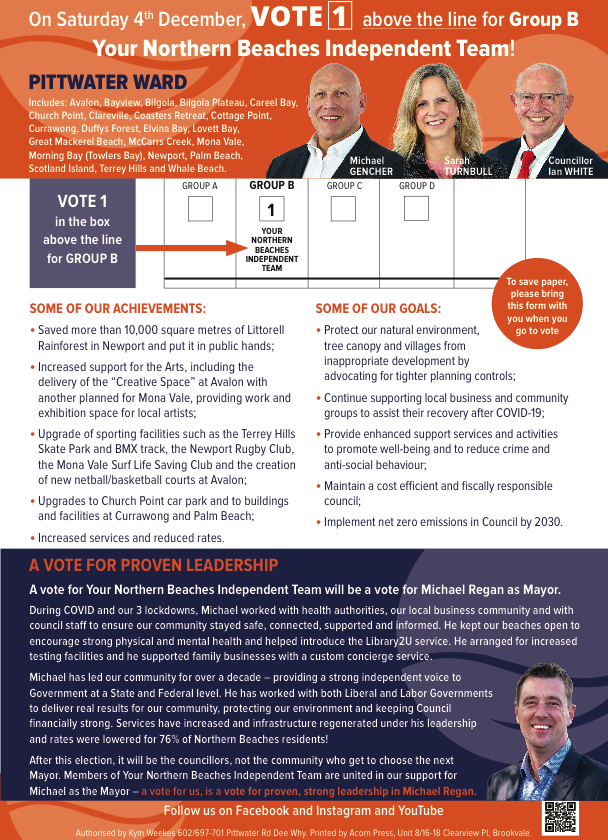 On Saturday 4th December, VOTE 1 above the line for Group B
Your Northern Beaches Independent Team!
PITTWATER WARD
Includes: Avalon, Bayview, Bilgola, Bilgola Plateau, Careel Bay,
Church Point, Clareville, Coasters Retreat, Cottage Point,
Currawong, Duffys Forest, Elvina Bay, Lovett Bay,
Great Mackerel Beach, McCarrs Creek, Mona Vale,
Morning Bay (Towlers Bay), Newport, Palm Beach,
Scotland Island, Terrey Hills and Whale Beach.
Michael
GENCHER
Sarah
TURNBULL
Councillor
Ian WHITE
VOTE 1
in the box
above the line
for GROUP B
GROUP A
GROUP B
GROUP C
GROUP D
1
YOUR
NORTHERN
BEACHES
INDEPENDENT
TEAM
To save paper,
please bring
this form with
you when you
go to vote
SOME OF OUR ACHIEVEMENTS:
• Saved more than 10,000 square metres of Littorell
Rainforest in Newport and put it in public hands;
• Increased support for the Arts, including the
delivery of the “Creative Space” at Avalon with
another planned for Mona Vale, providing work and
exhibition space for local artists;
• Upgrade of sporting facilities such as the Terrey Hills
Skate Park and BMX track, the Newport Rugby Club,
the Mona Vale Surf Life Saving Club and the creation
of new netball/basketball courts at Avalon;
• Upgrades to Church Point car park and to buildings
and facilities at Currawong and Palm Beach;
• Increased services and reduced rates.
SOME OF OUR GOALS:
• Protect our natural environment,
tree canopy and villages from
inappropriate development by
advocating for tighter planning controls;
• Continue supporting local business and community
groups to assist their recovery after COVID-19;
• Provide enhanced support services and activities
to promote well-being and to reduce crime and
anti-social behaviour;
• Maintain a cost efficient and fiscally responsible
council;
• Implement net zero emissions in Council by 2030.
A VOTE FOR PROVEN LEADERSHIP
A vote for Your Northern Beaches Independent Team will be a vote for Michael Regan as Mayor.
During COVID and our 3 lockdowns, Michael worked with health authorities, our local business community and with
council staff to ensure our community stayed safe, connected, supported and informed. He kept our beaches open to
encourage strong physical and mental health and helped introduce the Library2U service. He arranged for increased
testing facilities and he supported family businesses with a custom concierge service.
Michael has led our community for over a decade – providing a strong independent voice to
Government at a State and Federal level. He has worked with both Liberal and Labor Governments
to deliver real results for our community, protecting our environment and keeping Council
financially strong. Services have increased and infrastructure regenerated under his leadership
and rates were lowered for 76% of Northern Beaches residents!
After this election, it will be the councillors, not the community who get to choose the next
Mayor. Members of Your Northern Beaches Independent Team are united in our support for
Michael as the Mayor – a vote for us, is a vote for proven, strong leadership in Michael Regan.
Follow us on Facebook and Instagram and YouTube
Authorised by Kym Weekes 602/697-701 Pittwater Rd Dee Why. Printed by Acorn Press, Unit 8/16-18 Clearview Pl, Brookvale.